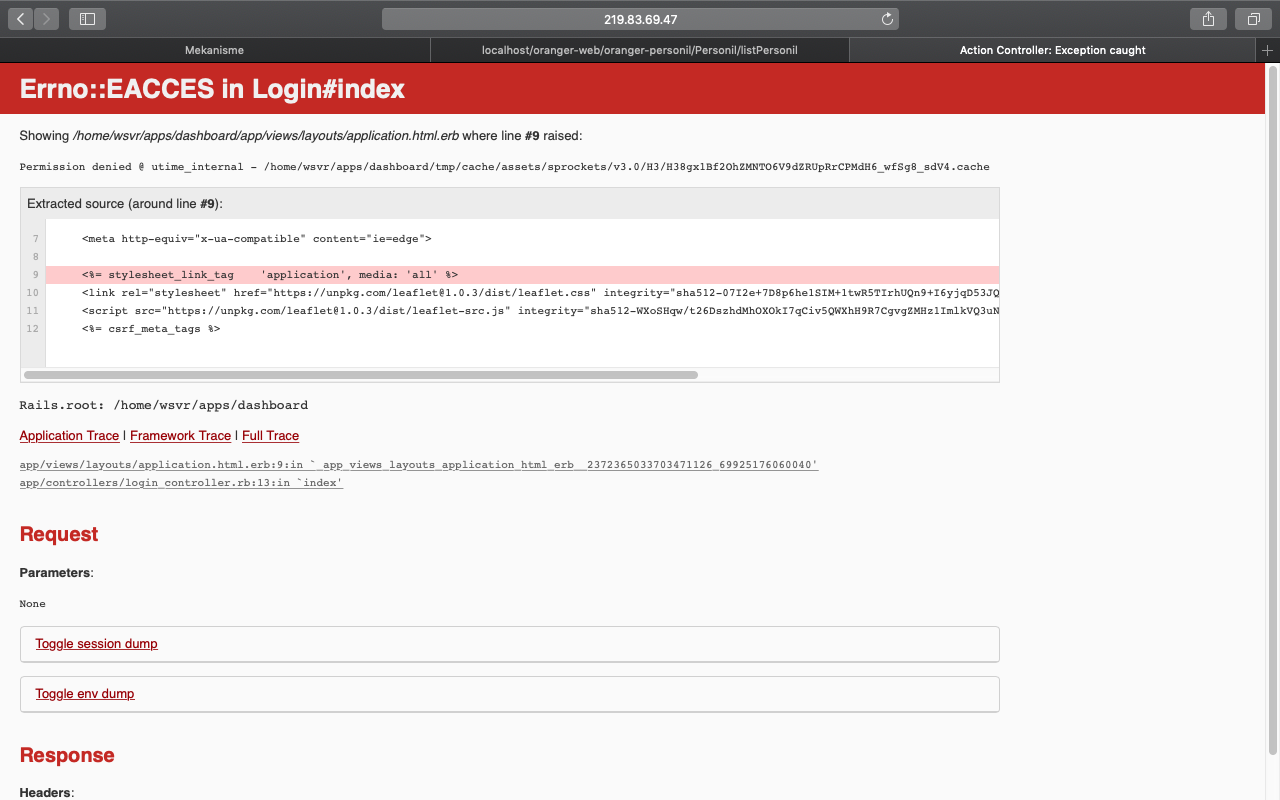 219.83.69.47
Mekanisme
localhost/oranger-web/oranger-personil/Personil/listPersonil
Action Controller: Exception caught
Errno::EACCES in Login#index
Showing /home/wsvr/apps/dashboard/app/views/layouts/application.html.erb where line #9 raised:
Permission denied @ utime_internal - /home/wsvr/apps/dashboard/tmp/cache/assets/sprockets/v3.0/H3/H38gx1Bf2OhZMNTO6V9dZRUpRrCPMdH6_wfSg8_sdV4.cache
Extracted source (around line #9):
7 <meta http-equiv="x-ua-compatible" content="ie=edge">
8
9 <%= stylesheet_link_tag    'application', media: 'all' %>
10 <link rel="stylesheet" href="https://unpkg.com/leaflet@1.0.3/dist/leaflet.css" integrity="sha512-07I2e+7D8p6he1SIM+1twR5TIrhUQn9+I6yjqD53JQ
11 <script src="https://unpkg.com/leaflet@1.0.3/dist/leaflet-src.js" integrity="sha512-WXoSHqw/t26DszhdMhOXOkI7qCiv5QWXhH9R7CgvgZMHz1ImlkVQ3uN
12 <%= csrf_meta_tags %>
Rails.root: /home/wsvr/apps/dashboard
Application Trace | Framework Trace | Full Trace
app/views/layouts/application.html.erb:9:in `_app_views_layouts_application_html_erb__2372365033703471126_69925176060040'
app/controllers/login_controller.rb:13:in `index'
Request
Parameters:
None
Toggle session dump
Toggle env dump
Response
Headers: